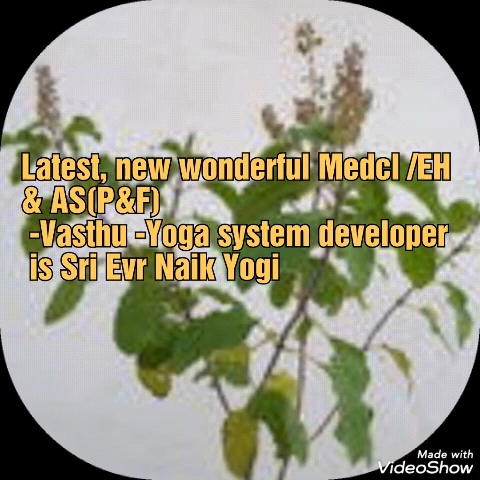 Latest, new wonderful Medcl /EH
& AS(P&F)
-Vasthu -Yoga system developer
is Sri Evr Naik Yogi
Made with
VideoShow